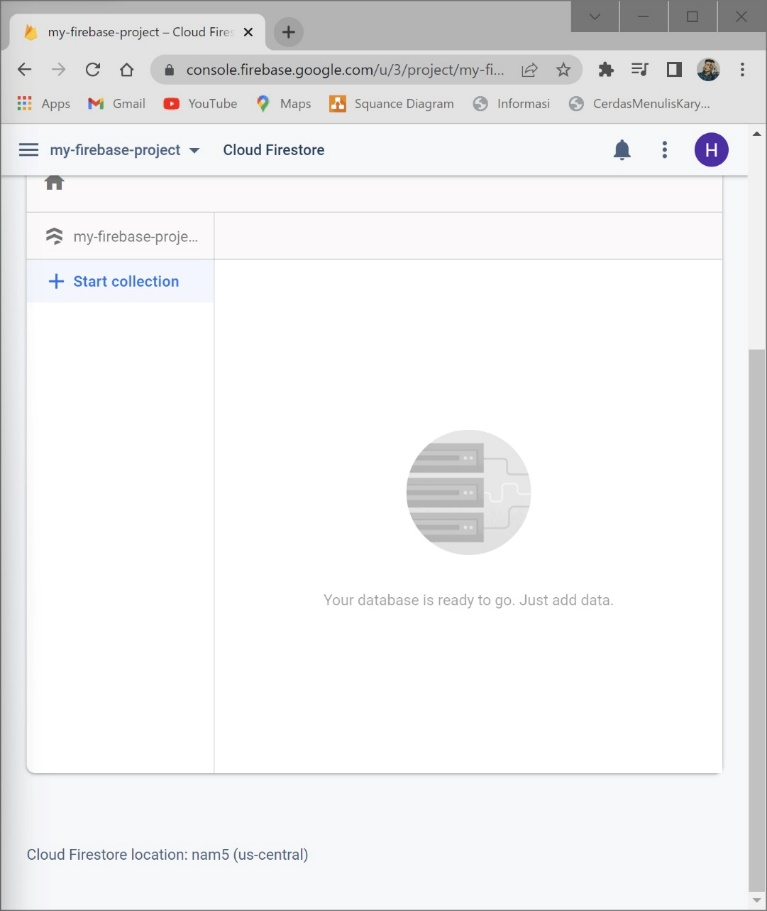 my-firebase-project – Cloud Fires
console.firebase.google.com/u/3/project/my-fi...
Apps Gmail YouTube Maps Squance Diagram Informasi CerdasMenulisKary...
my-firebase-project Cloud Firestore H
my-firebase-proje...
+ Start collection
Your database is ready to go. Just add data.
Cloud Firestore location: nam5 (us-central)